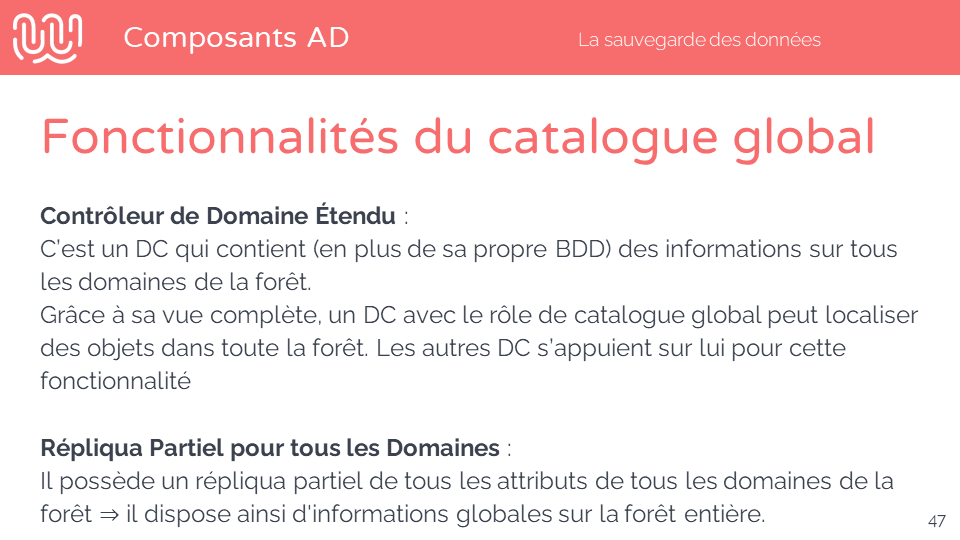 Composants AD
La sauvegarde des données
Fonctionnalités du catalogue global
Contrôleur de Domaine Étendu :
C'est un DC qui contient (en plus de sa propre BDD) des informations sur tous
les domaines de la forêt.
Grâce à sa vue complète, un DC avec le rôle de catalogue global peut localiser
des objets dans toute la forêt. Les autres DC s'appuient sur lui pour cette
fonctionnalité
Répliqua Partiel pour tous les Domaines :
Il possède un répliqua partiel de tous les attributs de tous les domaines de la
forêt ⇒ il dispose ainsi d'informations globales sur la forêt entière.
47